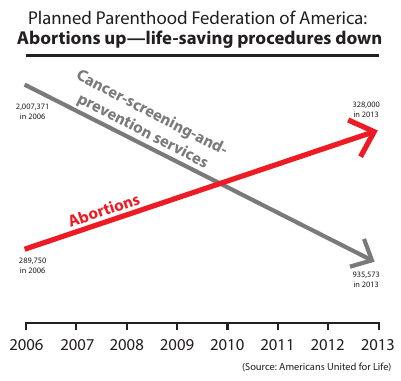 Planned Parenthood Federation of America:
Abortions up—life-saving procedures down
Cancer-screening-and-
prevention services
2,007,371
in 2006
328,000
in 2013
Abortions
289,750
in 2006
935,573
in 2013
2006 2007 2008 2009 2010 2011 2012 2013
(Source: Americans United for Life)